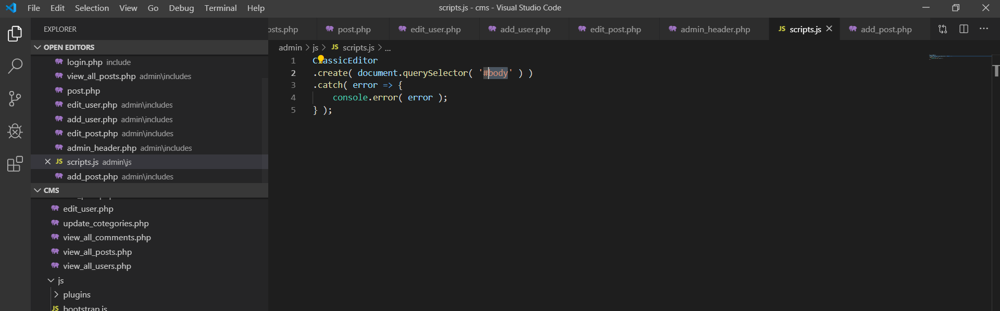 File Edit Selection View Go Debug Terminal Help
scripts.js - cms - Visual Studio Code
EXPLORER
OPEN EDITORS
login.php include
view_all_posts.php admin\includes
post.php
edit_user.php admin\includes
add_user.php admin\includes
edit_post.php admin\includes
admin_header.php admin\includes
JS scripts.js admin\js
add_post.php admin\includes
CMS
edit_user.php
update_cotegories.php
view_all_comments.php
view_all_posts.php
view_all_users.php
js
plugins
JS bootstrap.js
osts.php post.php edit_user.php add_user.php edit_post.php admin_header.php JS scripts.js add_post.php
admin > js > JS scripts.js > ...
1 ClassicEditor
2 .create( document.querySelector( '#body' ) )
3 .catch( error => {
4 console.error( error );
5 } );